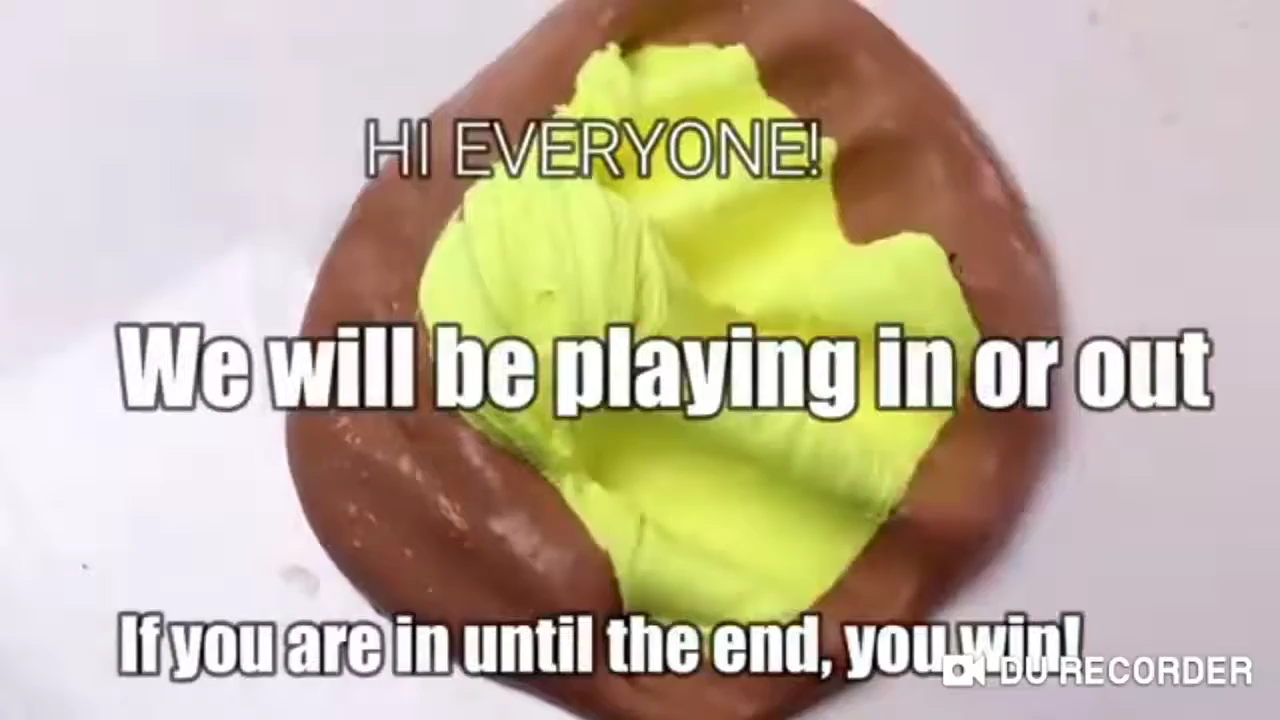 HI EVERYONE!
We will be playing in or out
If you are in until the end, you win!
DU RECORDER